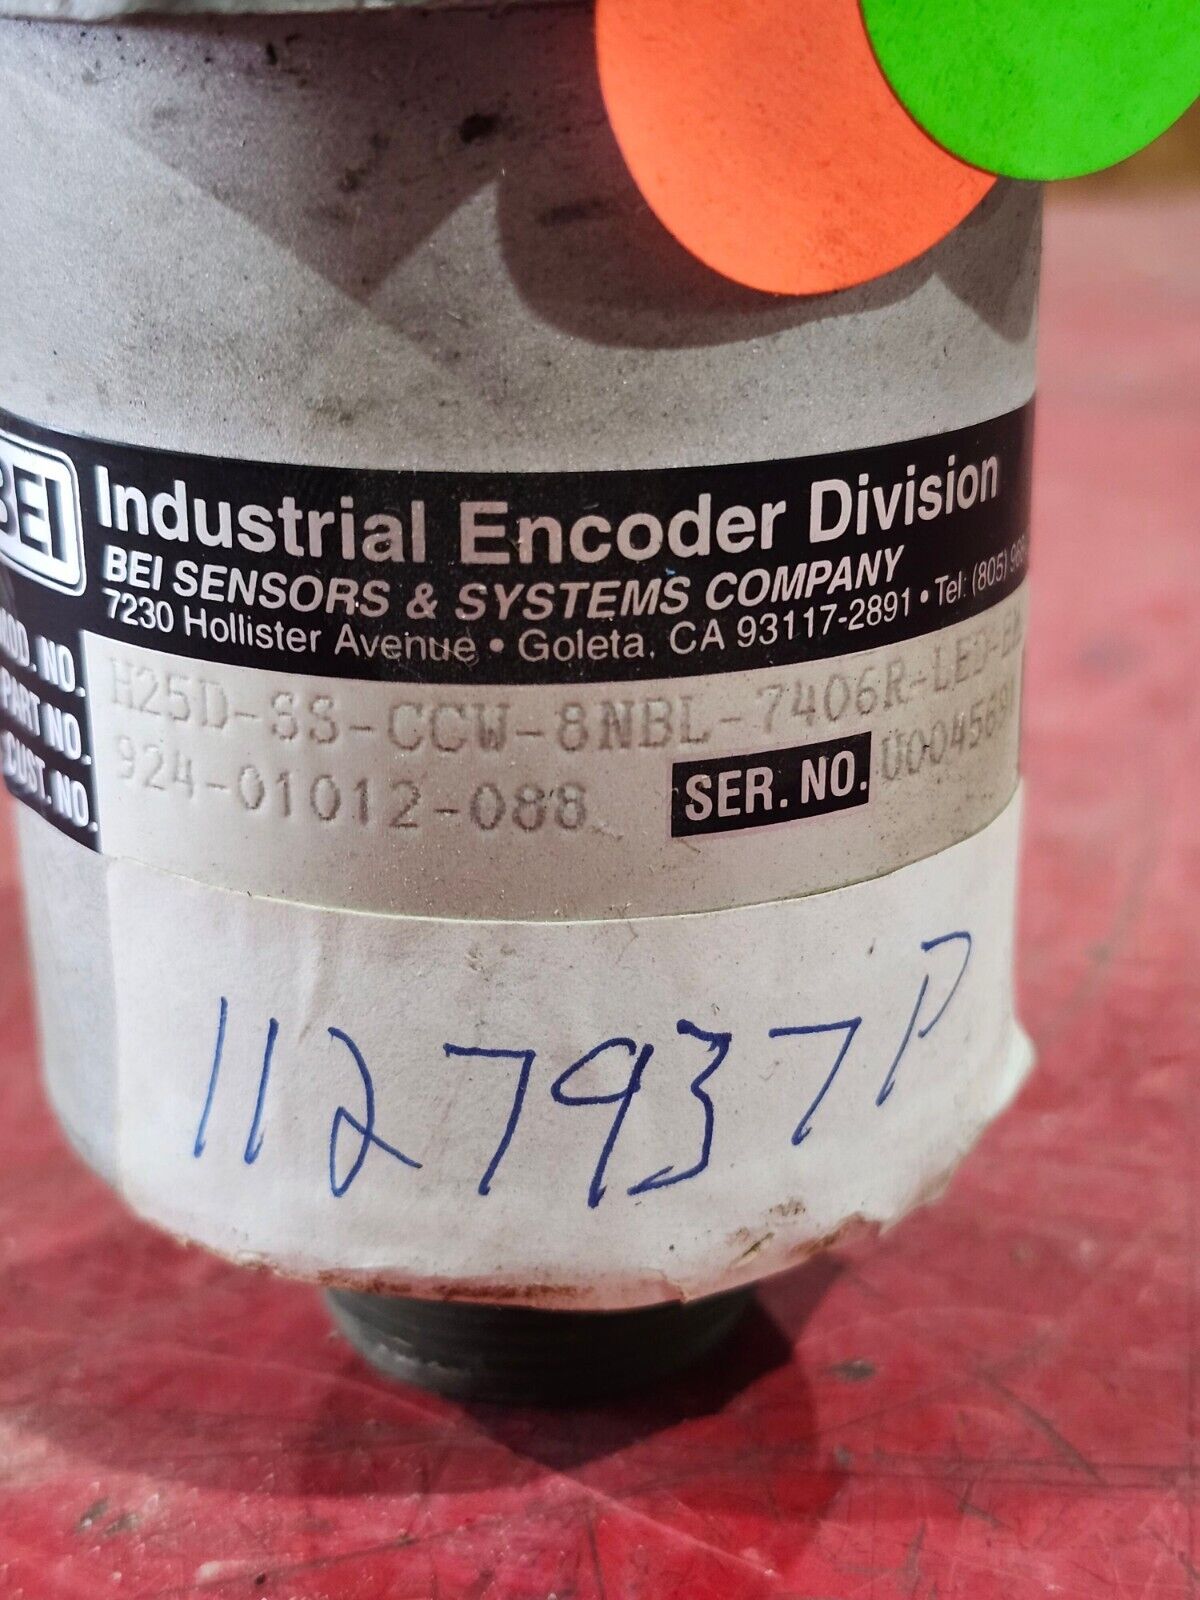 BEI
Industrial Encoder Division
BEI SENSORS & SYSTEMS COMPANY
7230 Hollister Avenue • Goleta, CA 93117-2891 • Tel: (805)
MOD. NO. H25D-SS-CCW-8NBL-7406R-LED-
PART NO. 924-01012-088 SER. NO.
CUST. NO.
1127937P